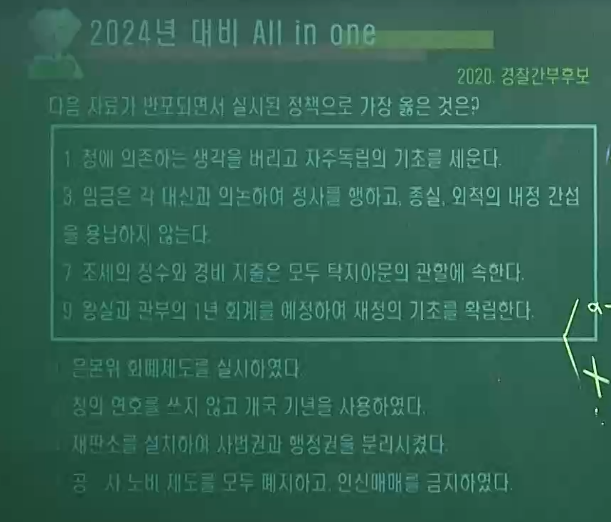 2024년 대비 All in one
2020. 경찰간부후보
다음 자료가 반포되면서 실시된 정책으로 가장 옳은 것은?
1. 청에 의존하는 생각을 버리고 자주독립의 기초를 세운다.
3. 임금은 각 대신과 의논하여 정사를 행하고, 종실, 외척의 내정 간섭
을 용납하지 않는다.
7 조세의 징수와 경비 지출은 모두 탁지아문의 관할에 속한다.
9 왕실과 관부의 1년 회계를 예정하여 재정의 기초를 확립한다.
은본위 화폐제도를 실시하였다
청의 연호를 쓰지 않고 개국 기년을 사용하였다.
재판소를 설치하여 사법권과 행정권을 분리시켰다.
공 사 노비 제도를 모두 폐지하고, 인신매매를 금지하였다.